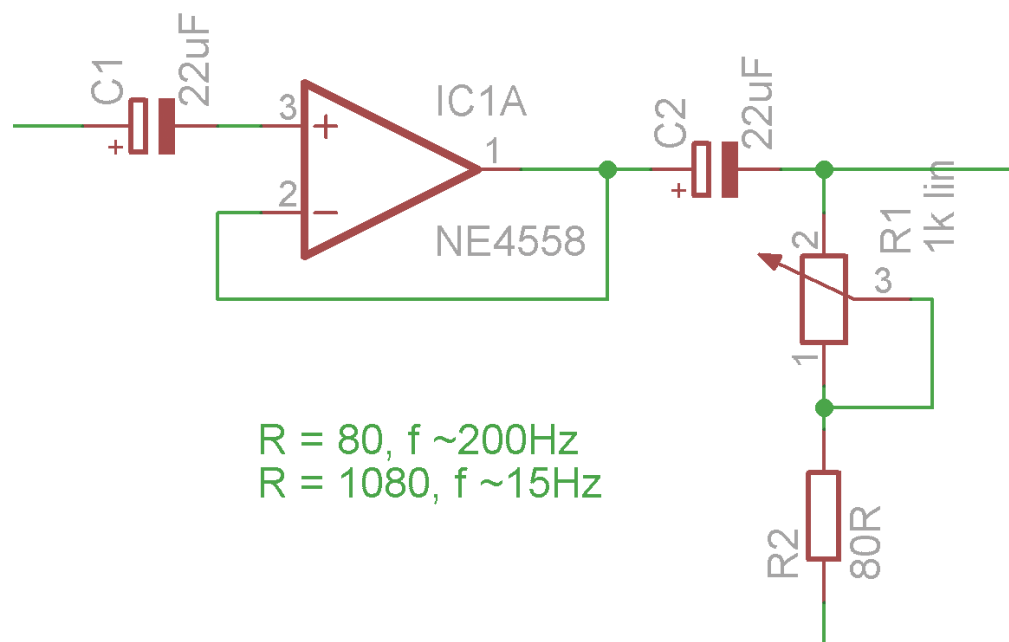 C1
+
22uF
3
+
2
−
IC1A
1
NE4558
C2
+
22uF
2
R1
1k lin
3
1
R = 80, f ~200Hz
R = 1080, f ~15Hz
R2
80R